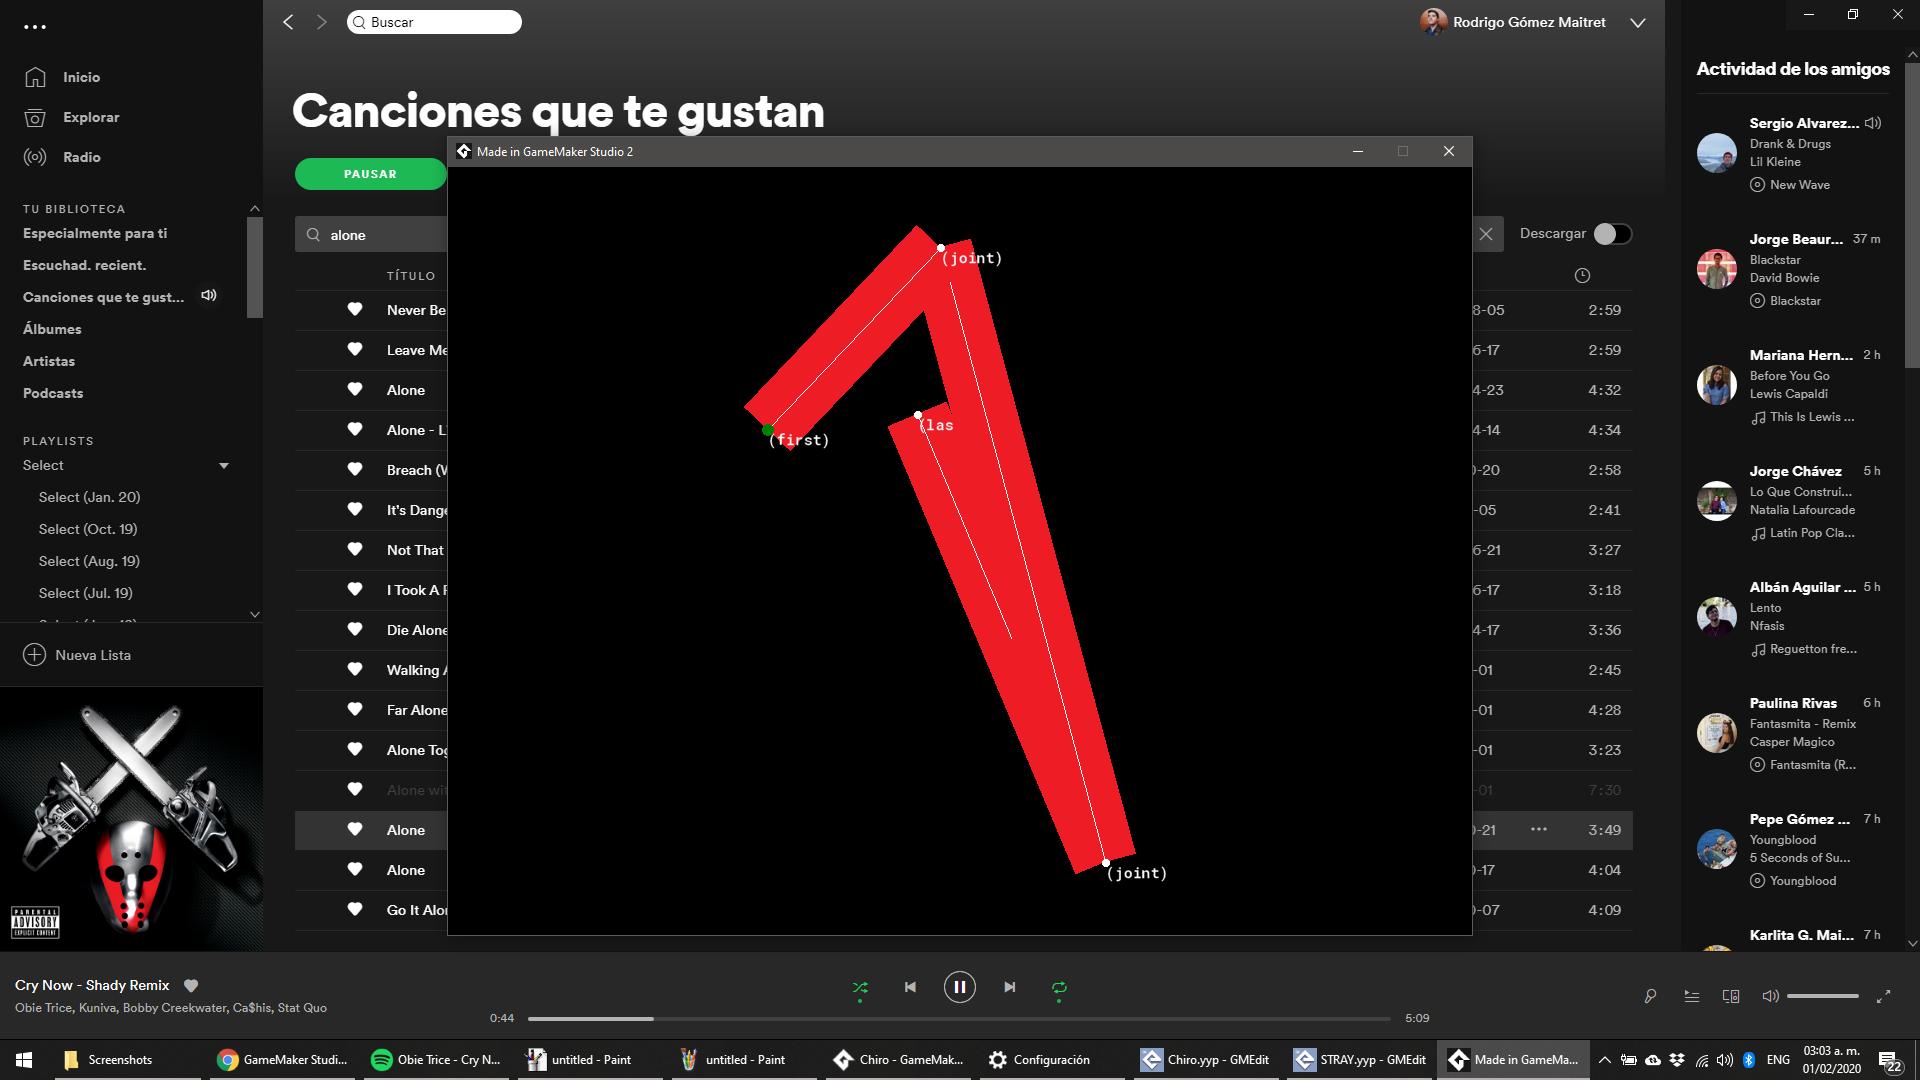 Buscar
Rodrigo Gómez Maitret
Inicio
Explorar
Radio
TU BIBLIOTECA
Especialmente para ti
Escuchad. recient.
Canciones que te gust...
Álbumes
Artistas
Podcasts
PLAYLISTS
Select
Select (Jan. 20)
Select (Oct. 19)
Select (Aug. 19)
Select (Jul. 19)
Nueva Lista
PARENTAL
ADVISORY
EXPLICIT CONTENT
Canciones que te gustan
PAUSAR
alone
Descargar
TÍTULO
Never Be
8-05
2:59
Leave Me
6-17
2:59
Alone
4-23
4:32
Alone - L
4-14
4:34
Breach (W
0-20
2:58
It's Dange
-05
2:41
Not That
6-21
3:27
I Took A P
6-17
3:18
Die Alone
4-17
3:36
Walking A
-01
2:45
Far Alone
-01
4:28
Alone Tog
-01
3:23
Alone wi
-01
7:30
Alone
0-21
3:49
Alone
-17
4:04
Go It Alo
0-07
4:09
Made in GameMaker Studio 2
(joint)
(first)
(las
(joint)
Actividad de los amigos
Sergio Alvarez...
Drank & Drugs
Lil Kleine
New Wave
Jorge Beaur... 37 m
Blackstar
David Bowie
Blackstar
Mariana Hern... 2 h
Before You Go
Lewis Capaldi
This Is Lewis ...
Jorge Chávez 5 h
Lo Que Construi...
Natalia Lafourcade
Latin Pop Cla...
Albán Aguilar ... 5 h
Lento
Nfasis
Reguetton fre...
Paulina Rivas 6 h
Fantasmita - Remix
Casper Magico
Fantasmita (R...
Pepe Gómez ... 7 h
Youngblood
5 Seconds of Su...
Youngblood
Karlita G. Mai... 7 h
Cry Now - Shady Remix
Obie Trice, Kuniva, Bobby Creekwater, Ca$his, Stat Quo
0:44
5:09
Screenshots
GameMaker Studi...
Obie Trice - Cry N...
untitled - Paint
untitled - Paint
Chiro - GameMak...
Configuración
Chiro.yyp - GMEdit
STRAY.yyp - GMEdit
Made in GameMa...
ENG
03:03 a. m.
01/02/2020
22